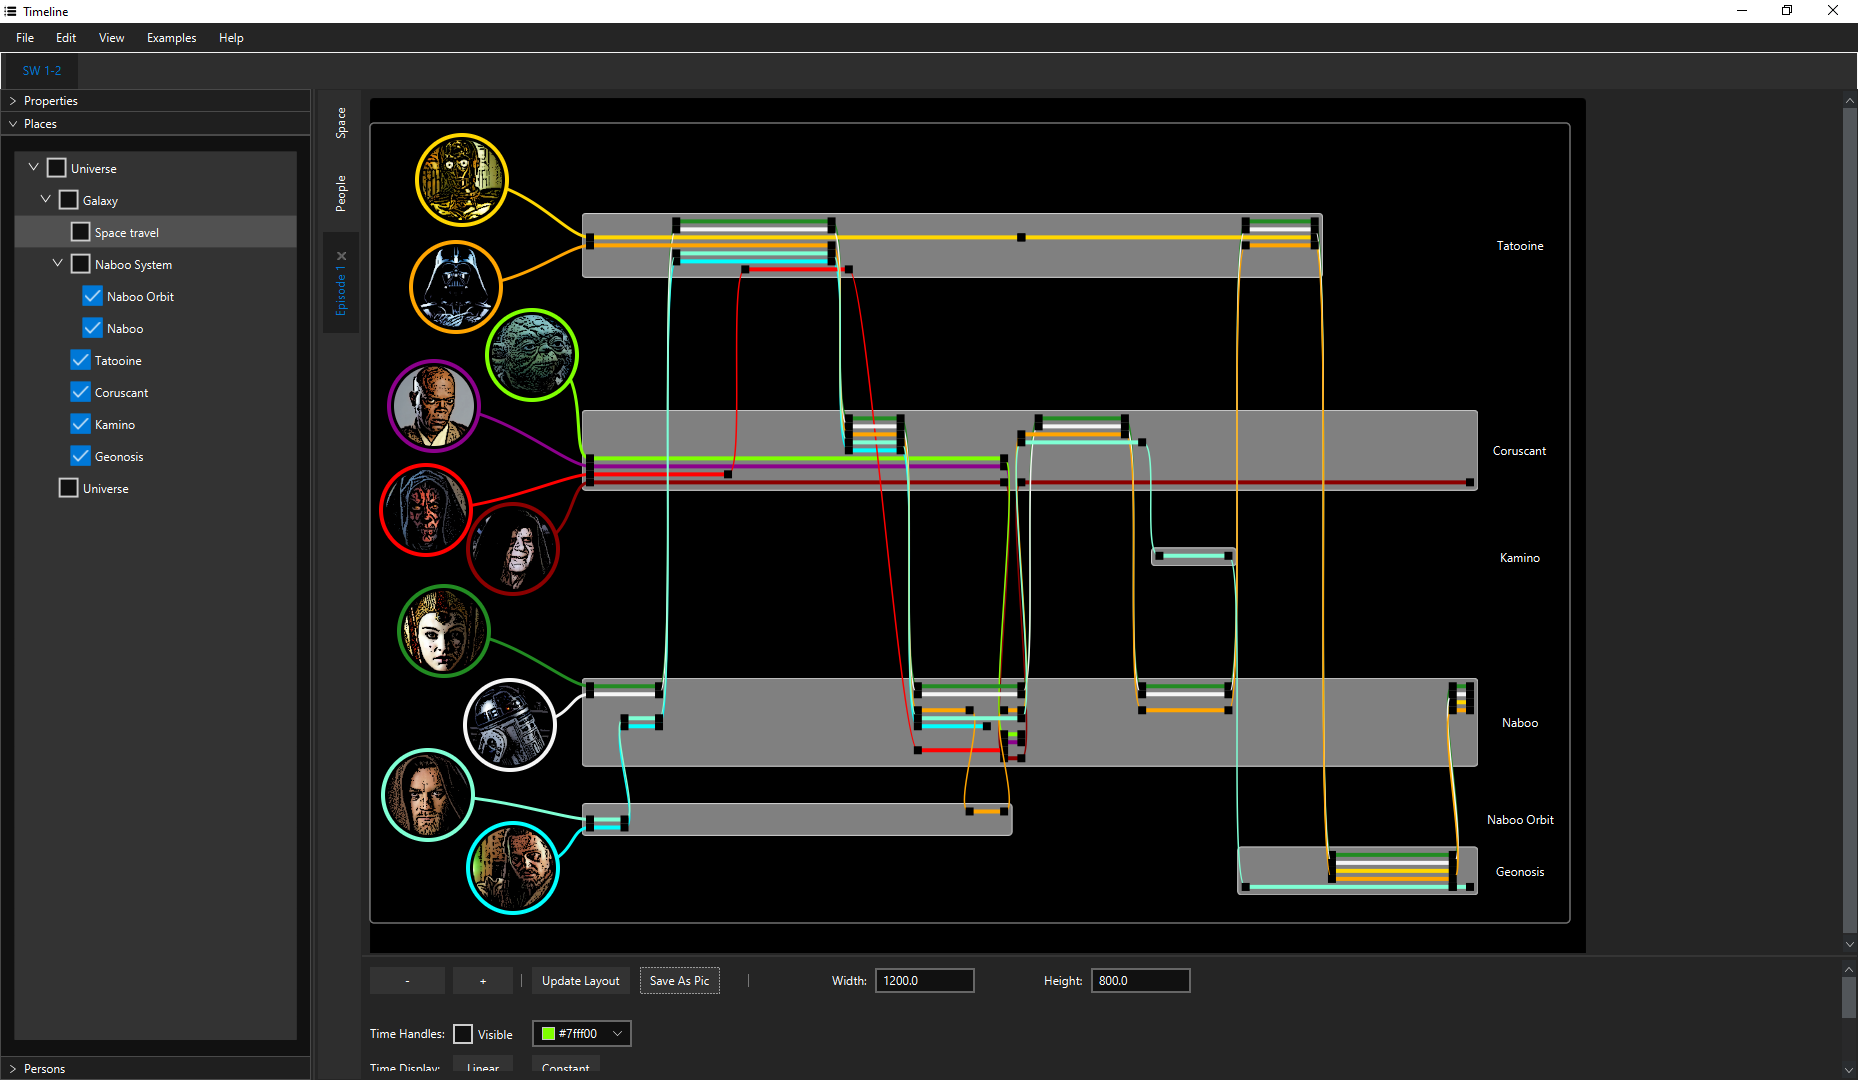 Timeline
File Edit View Examples Help
SW 1-2
Properties
Places
Universe
Galaxy
Space travel
Naboo System
Naboo Orbit
Naboo
Tatooine
Coruscant
Kamino
Geonosis
Universe
Persons
Space
People
Episode 1
Tatooine
Coruscant
Kamino
Naboo
Naboo Orbit
Geonosis
- + | Update Layout Save As Pic | Width: 1200.0 Height: 800.0
Time Handles: Visible #7fff00
Time Display: Linear Constant